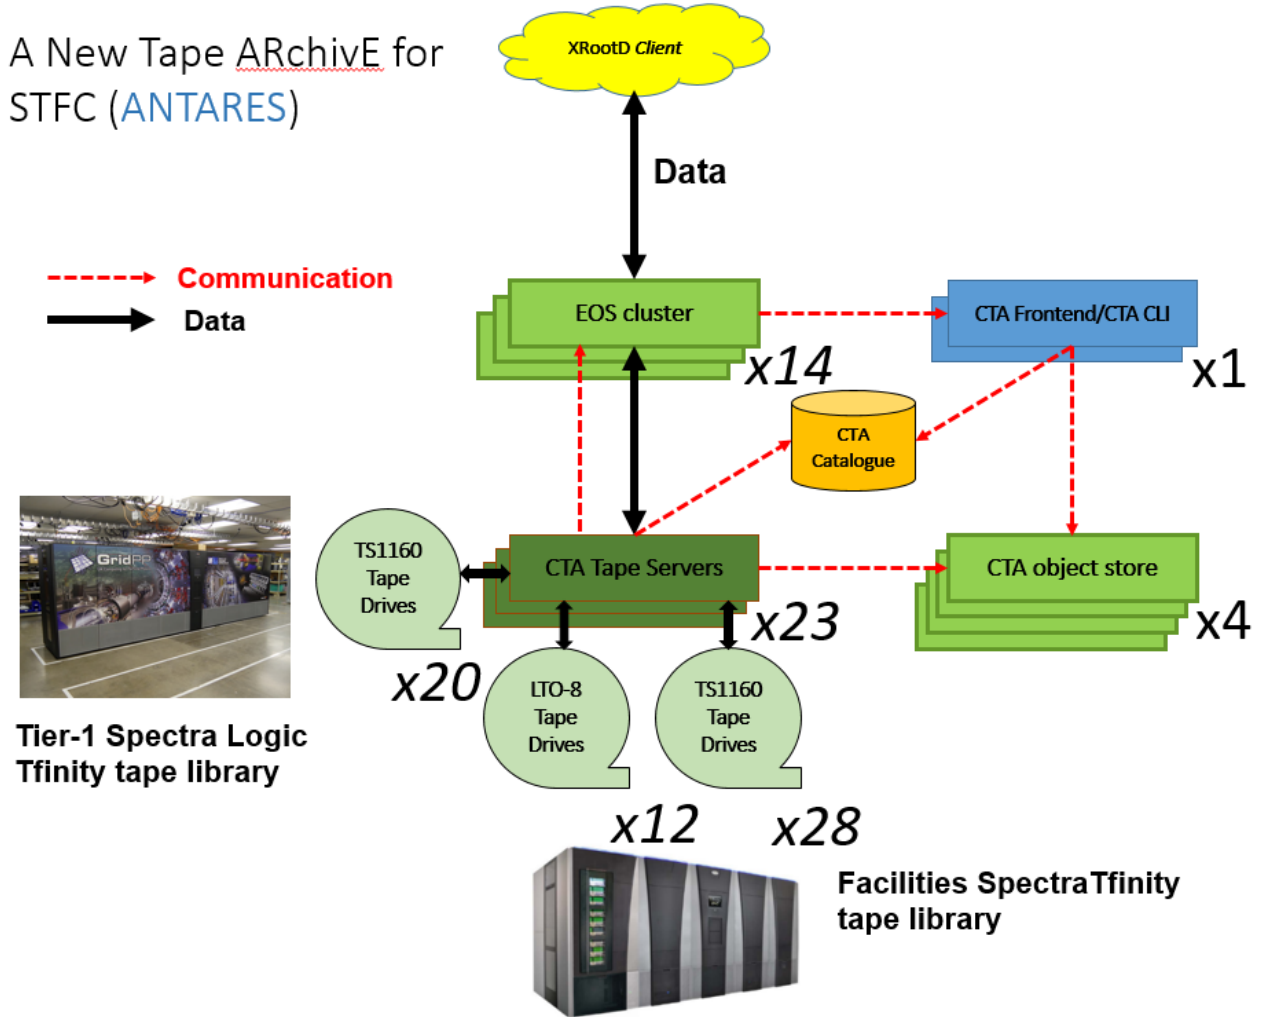 A New Tape ARchivE for
STFC (ANTARES)
XRootD Client
Data
Communication
Data
EOS cluster
x14
CTA Frontend/CTA CLI
x1
CTA
Catalogue
GridPP
TS1160
Tape
Drives
x20
CTA Tape Servers
x23
CTA object store
x4
LTO-8
Tape
Drives
x12
TS1160
Tape
Drives
x28
Tier-1 Spectra Logic
Tfinity tape library
Facilities SpectraTfinity
tape library